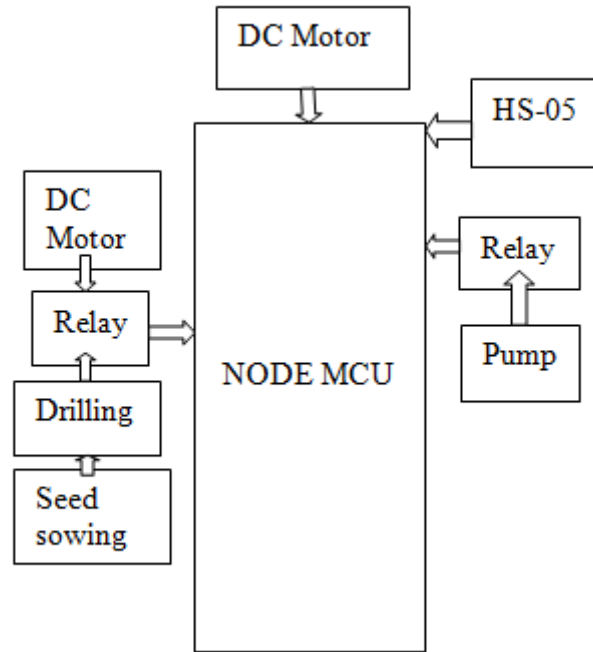 DC Motor
HS-05
DC
Motor
Relay
Relay
NODE MCU
Pump
Drilling
Seed
sowing